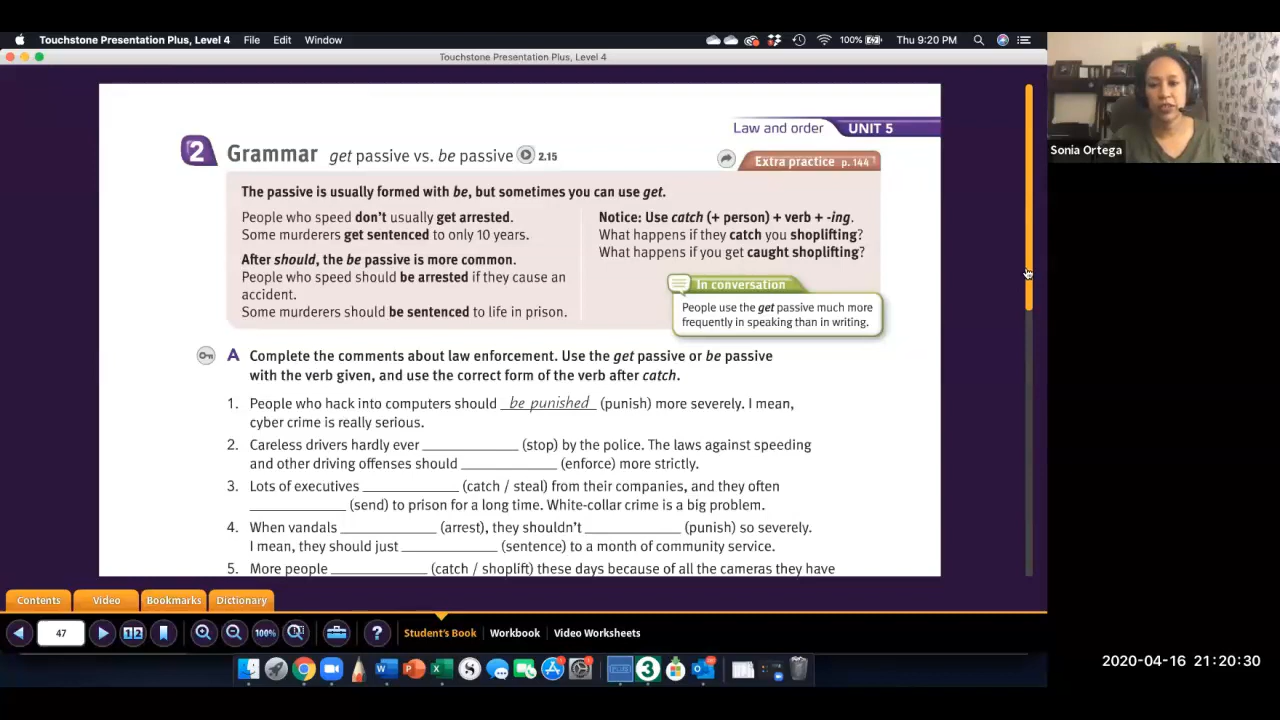 Touchstone Presentation Plus, Level 4 File Edit Window 100% Thu 9:20 PM
Touchstone Presentation Plus, Level 4
Law and order UNIT 5
2 Grammar get passive vs. be passive 2.15
Extra practice p. 144
The passive is usually formed with be, but sometimes you can use get.
People who speed don't usually get arrested.
Some murderers get sentenced to only 10 years.
After should, the be passive is more common.
People who speed should be arrested if they cause an
accident.
Some murderers should be sentenced to life in prison.
Notice: Use catch (+ person) + verb + -ing.
What happens if they catch you shoplifting?
What happens if you get caught shoplifting?
In conversation
People use the get passive much more
frequently in speaking than in writing.
A Complete the comments about law enforcement. Use the get passive or be passive
with the verb given, and use the correct form of the verb after catch.
1. People who hack into computers should be punished (punish) more severely. I mean,
cyber crime is really serious.
2. Careless drivers hardly ever ____________ (stop) by the police. The laws against speeding
and other driving offenses should ____________ (enforce) more strictly.
3. Lots of executives ____________ (catch / steal) from their companies, and they often
____________ (send) to prison for a long time. White-collar crime is a big problem.
4. When vandals ____________ (arrest), they shouldn't ____________ (punish) so severely.
I mean, they should just ____________ (sentence) to a month of community service.
5. More people ____________ (catch / shoplift) these days because of all the cameras they have
Contents Video Bookmarks Dictionary
47 1 2 100% ? Student's Book Workbook Video Worksheets
Sonia Ortega
2020-04-16 21:20:30